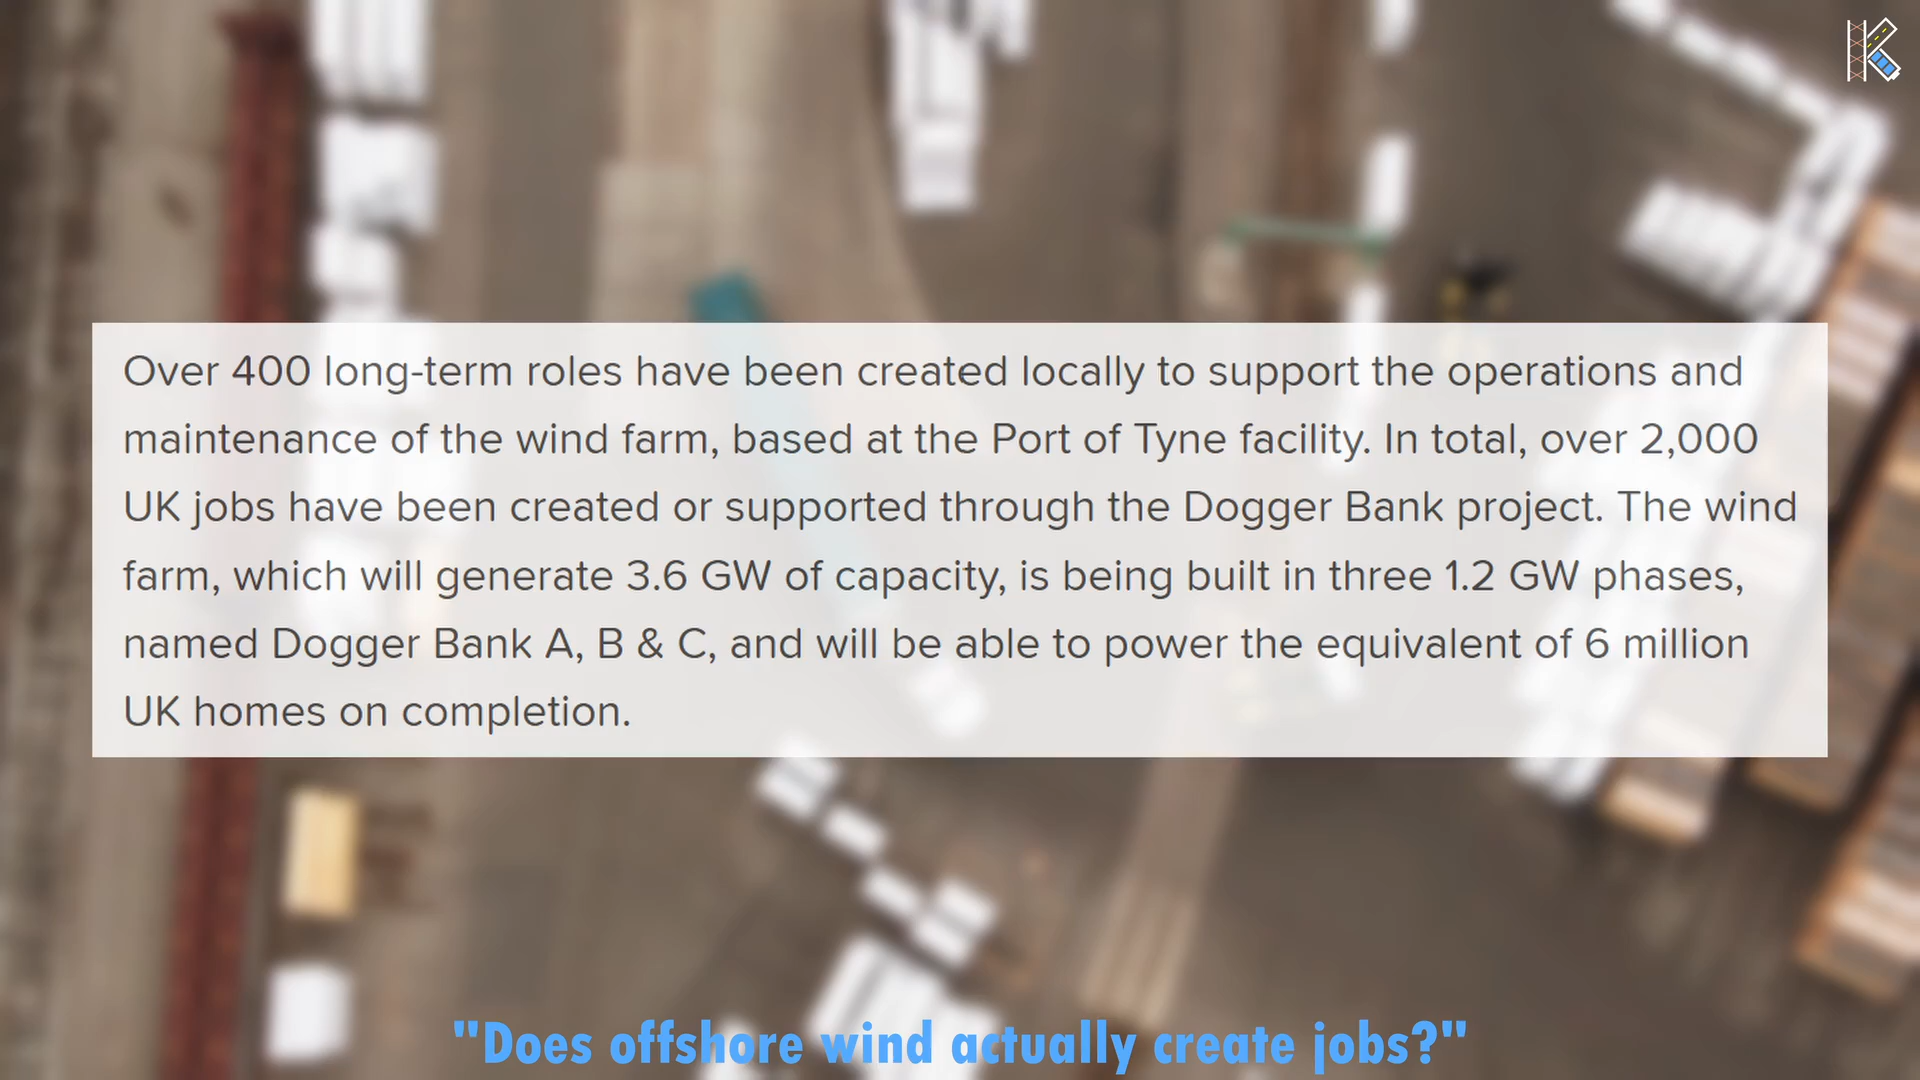 Over 400 long-term roles have been created locally to support the operations and
maintenance of the wind farm, based at the Port of Tyne facility. In total, over 2,000
UK jobs have been created or supported through the Dogger Bank project. The wind
farm, which will generate 3.6 GW of capacity, is being built in three 1.2 GW phases,
named Dogger Bank A, B & C, and will be able to power the equivalent of 6 million
UK homes on completion.
"Does offshore wind actually create jobs?"